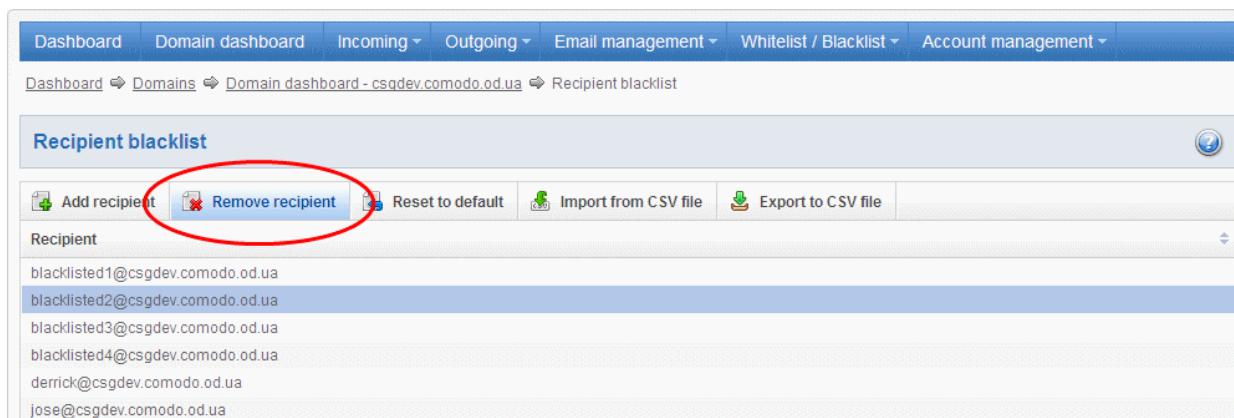 Dashboard Domain dashboard Incoming Outgoing Email management Whitelist / Blacklist Account management
Dashboard Domains Domain dashboard - csgdev.comodo.od.ua Recipient blacklist
Recipient blacklist
Add recipient Remove recipient Reset to default Import from CSV file Export to CSV file
Recipient
blacklisted1@csgdev.comodo.od.ua
blacklisted2@csgdev.comodo.od.ua
blacklisted3@csgdev.comodo.od.ua
blacklisted4@csgdev.comodo.od.ua
derrick@csgdev.comodo.od.ua
jose@csgdev.comodo.od.ua